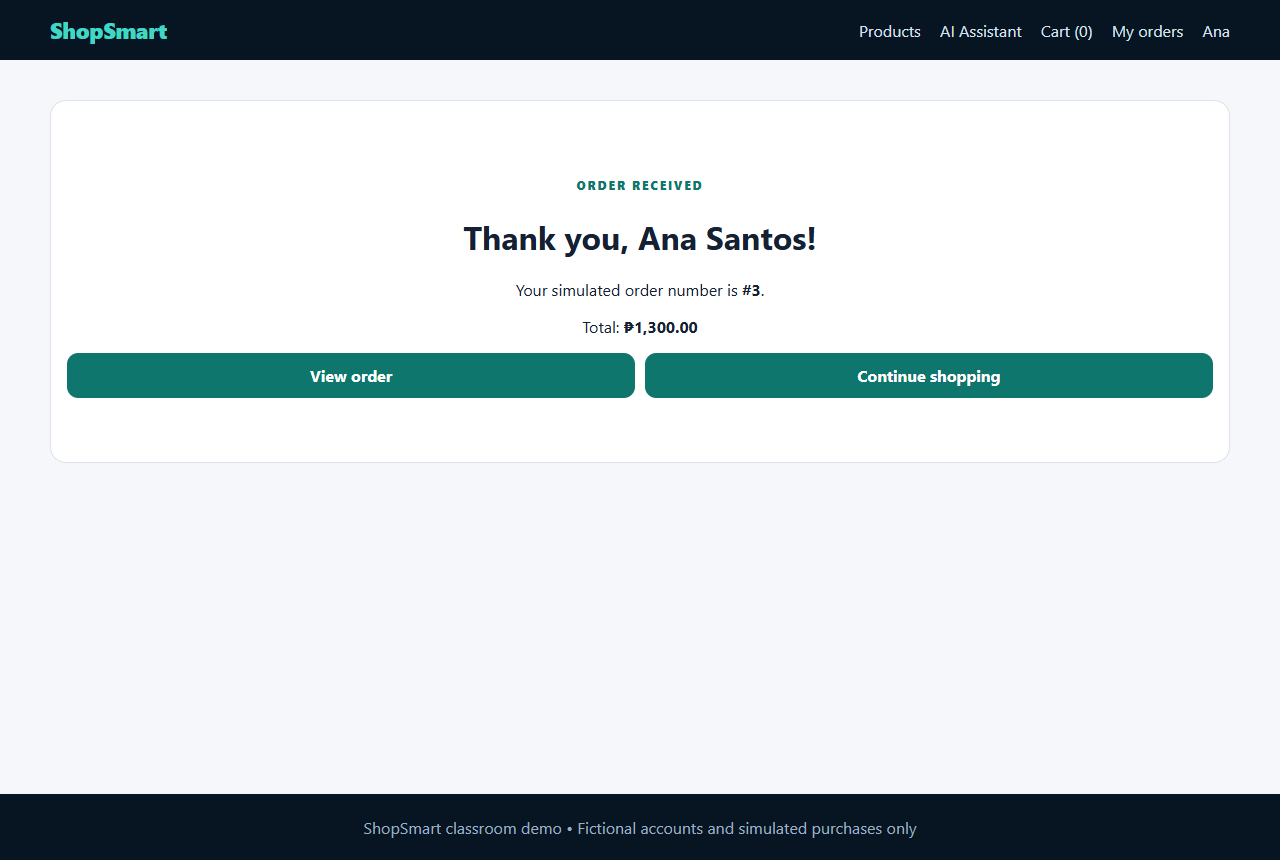 ShopSmart
Products AI Assistant Cart (0) My orders Ana
ORDER RECEIVED
Thank you, Ana Santos!
Your simulated order number is #3.
Total: ₱1,300.00
View order
Continue shopping
ShopSmart classroom demo • Fictional accounts and simulated purchases only